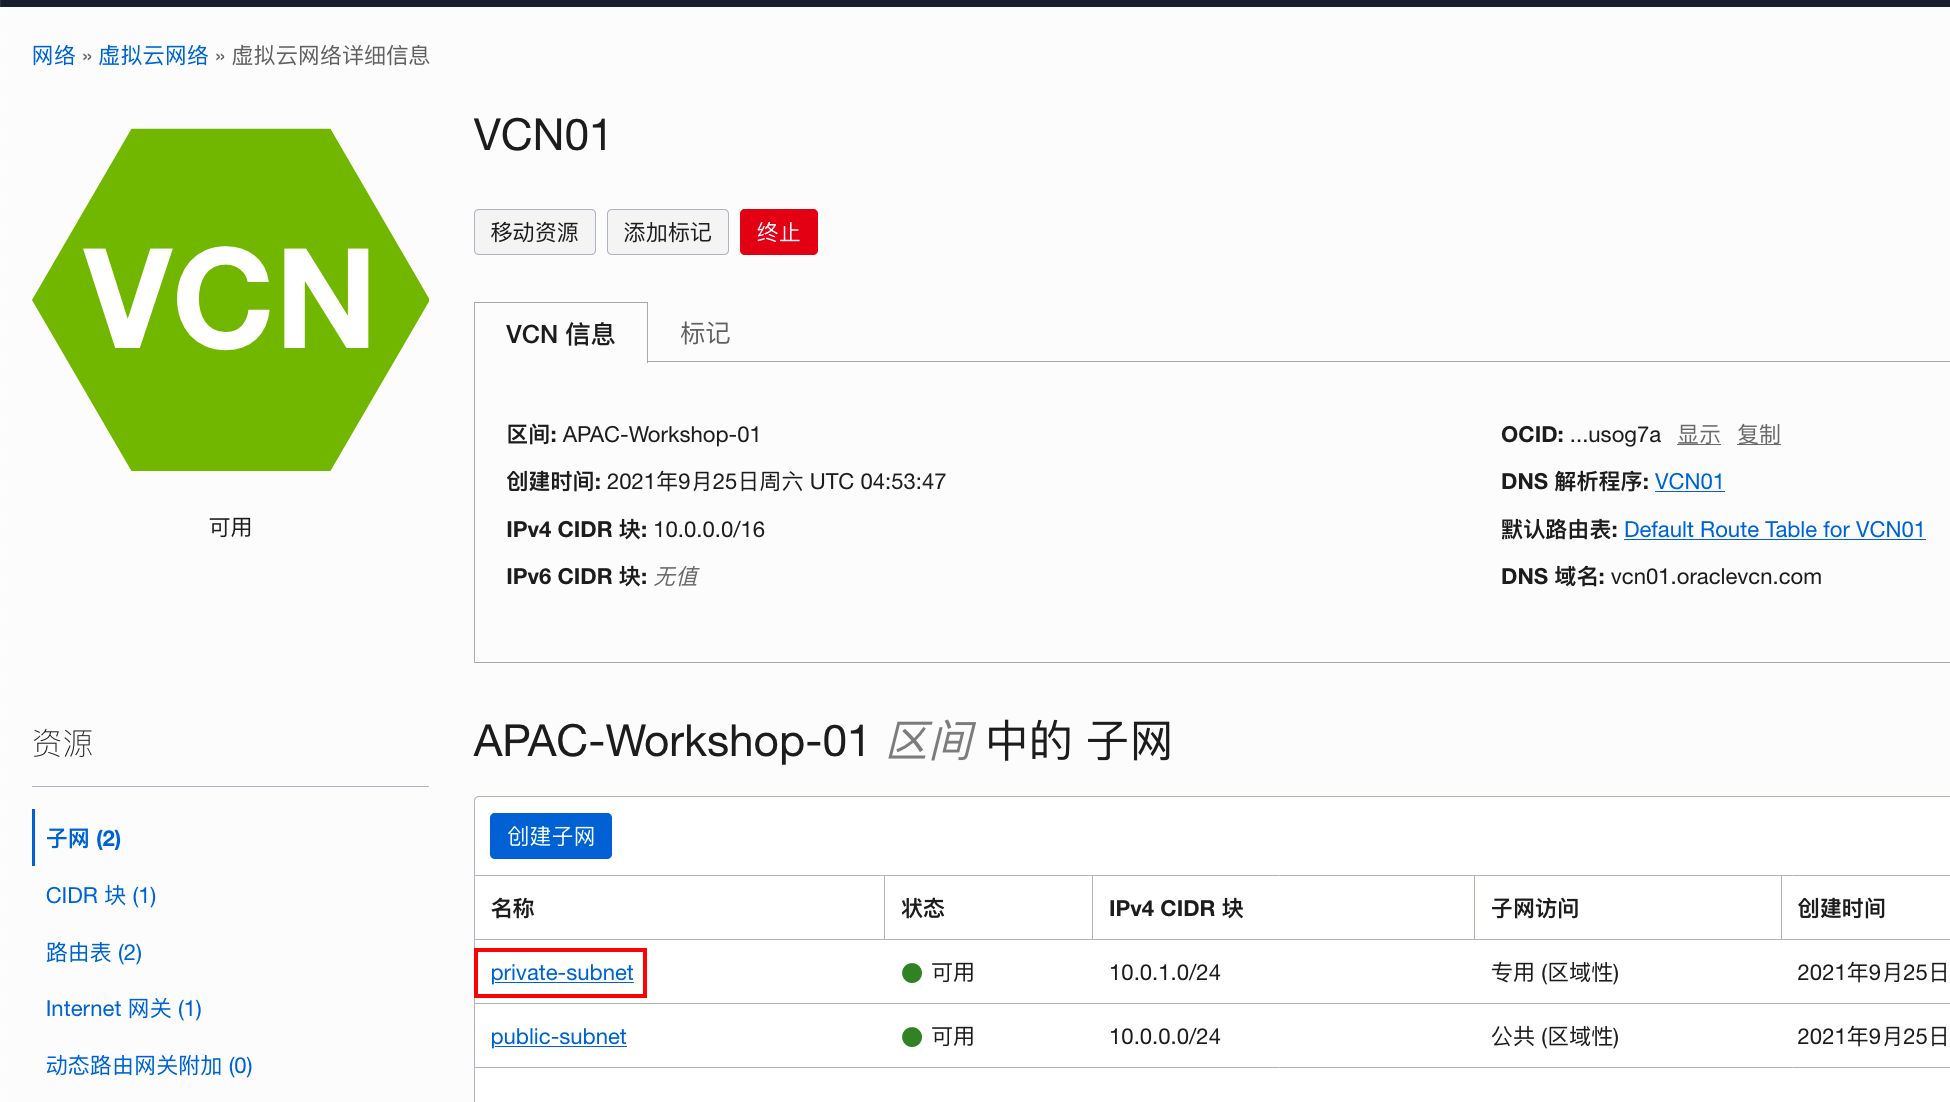 网络 » 虚拟云网络 » 虚拟云网络详细信息
VCN
可用
VCN01
移动资源 添加标记 终止
VCN 信息 标记
区间: APAC-Workshop-01
创建时间: 2021年9月25日周六 UTC 04:53:47
IPv4 CIDR 块: 10.0.0.0/16
IPv6 CIDR 块: 无值
OCID: ...usog7a 显示 复制
DNS 解析程序: VCN01
默认路由表: Default Route Table for VCN01
DNS 域名: vcn01.oraclevcn.com
资源
子网 (2)
CIDR 块 (1)
路由表 (2)
Internet 网关 (1)
动态路由网关附加 (0)
APAC-Workshop-01 区间 中的 子网
创建子网
名称 状态 IPv4 CIDR 块 子网访问 创建时间
private-subnet 可用 10.0.1.0/24 专用 (区域性) 2021年9月25日
public-subnet 可用 10.0.0.0/24 公共 (区域性) 2021年9月25日